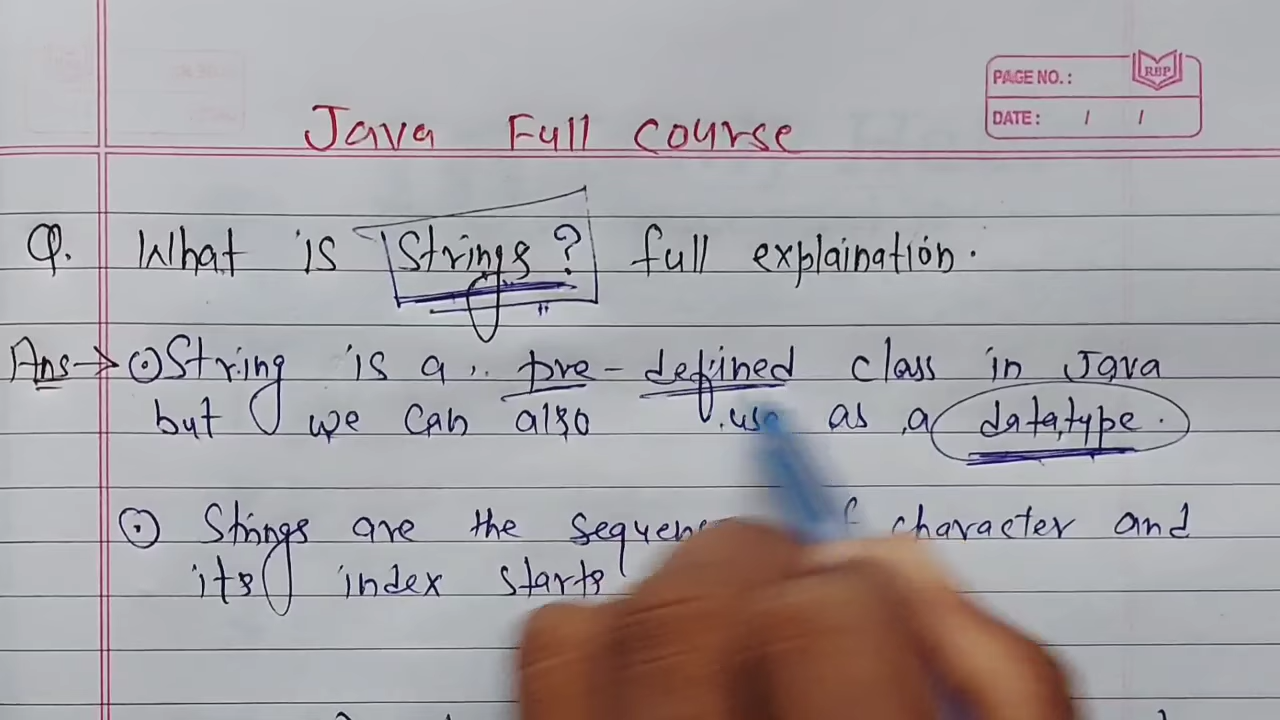 RBP
PAGE NO.:
DATE: / /
Java Full course
Q. What is Strings? full explaination.
Ans → ⊙ String is a pre-defined class in Java
but we can also use as a datatype.
⊙ Strings are the character and
its index starts